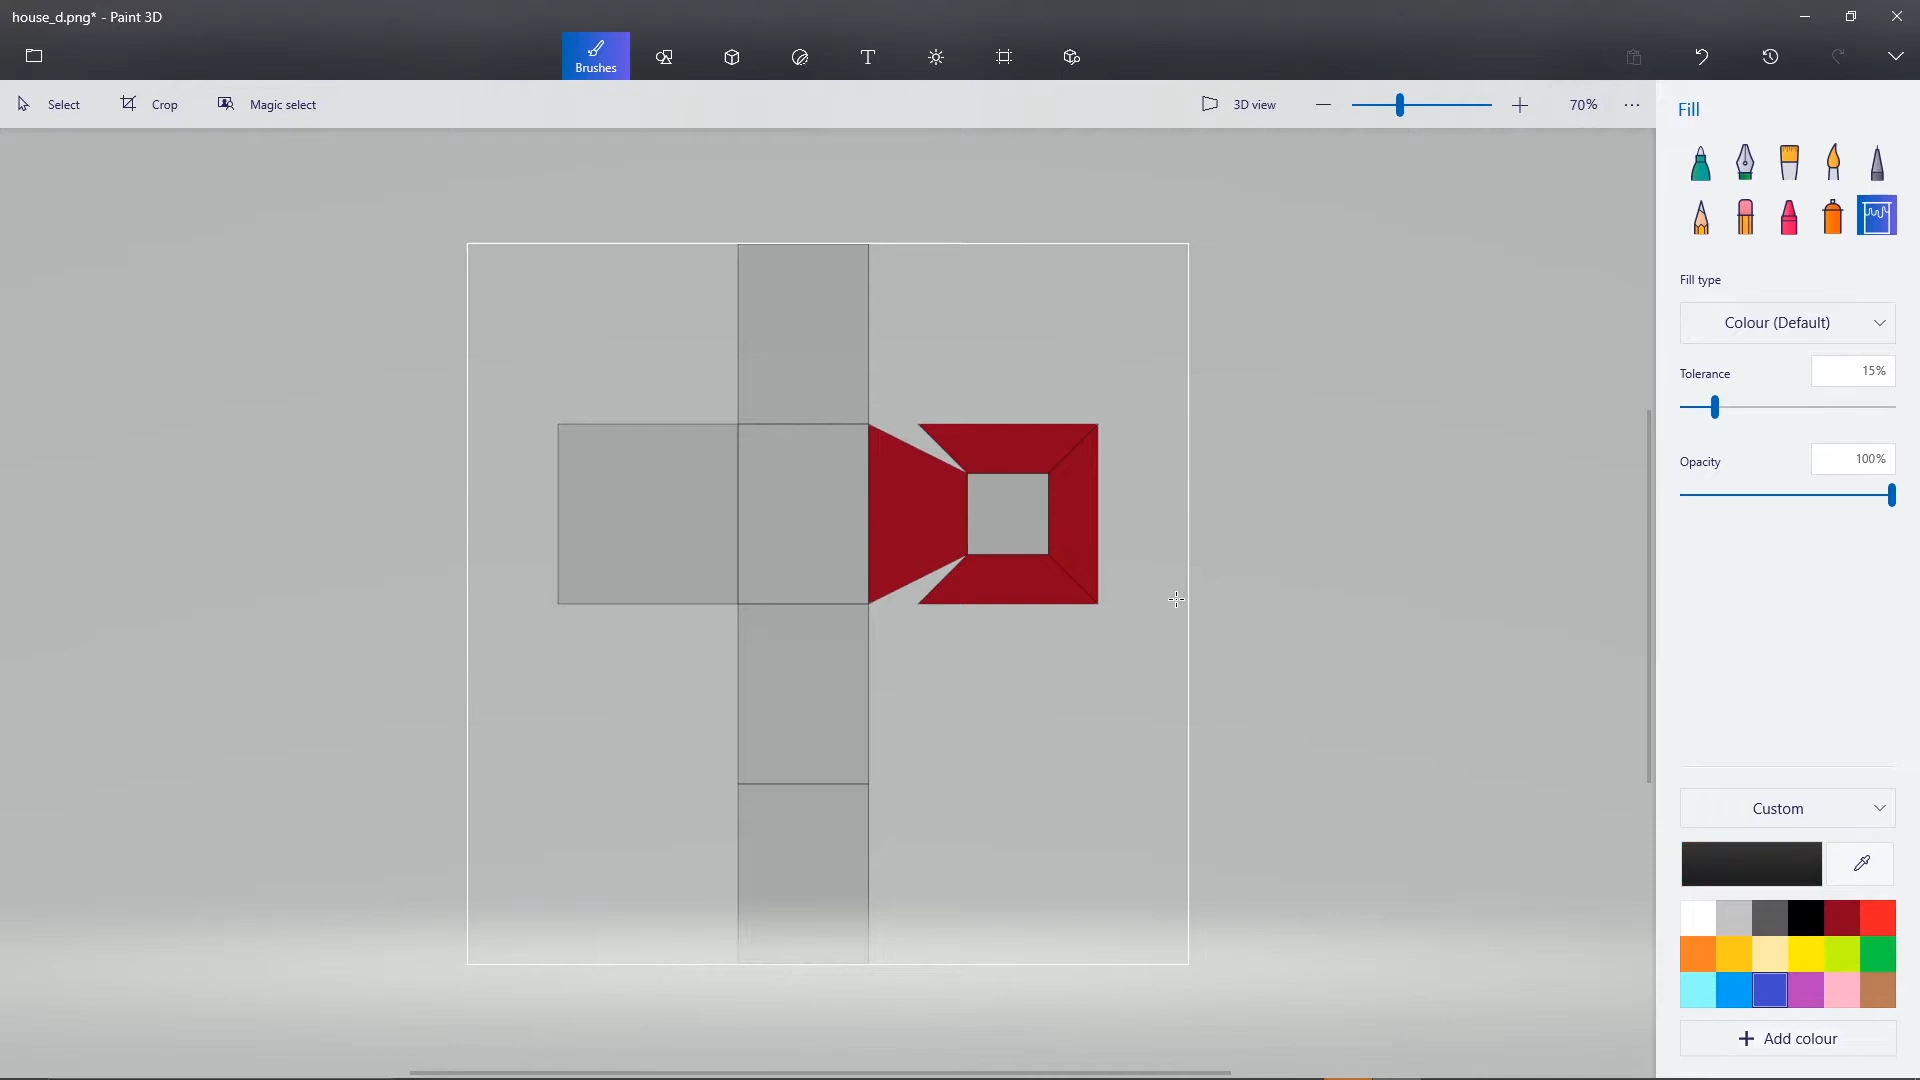 house_d.png* - Paint 3D
Brushes
Select
Crop
Magic select
3D view
70%
Fill
Fill type
Colour (Default)
Tolerance
15%
Opacity
100%
Custom
Add colour